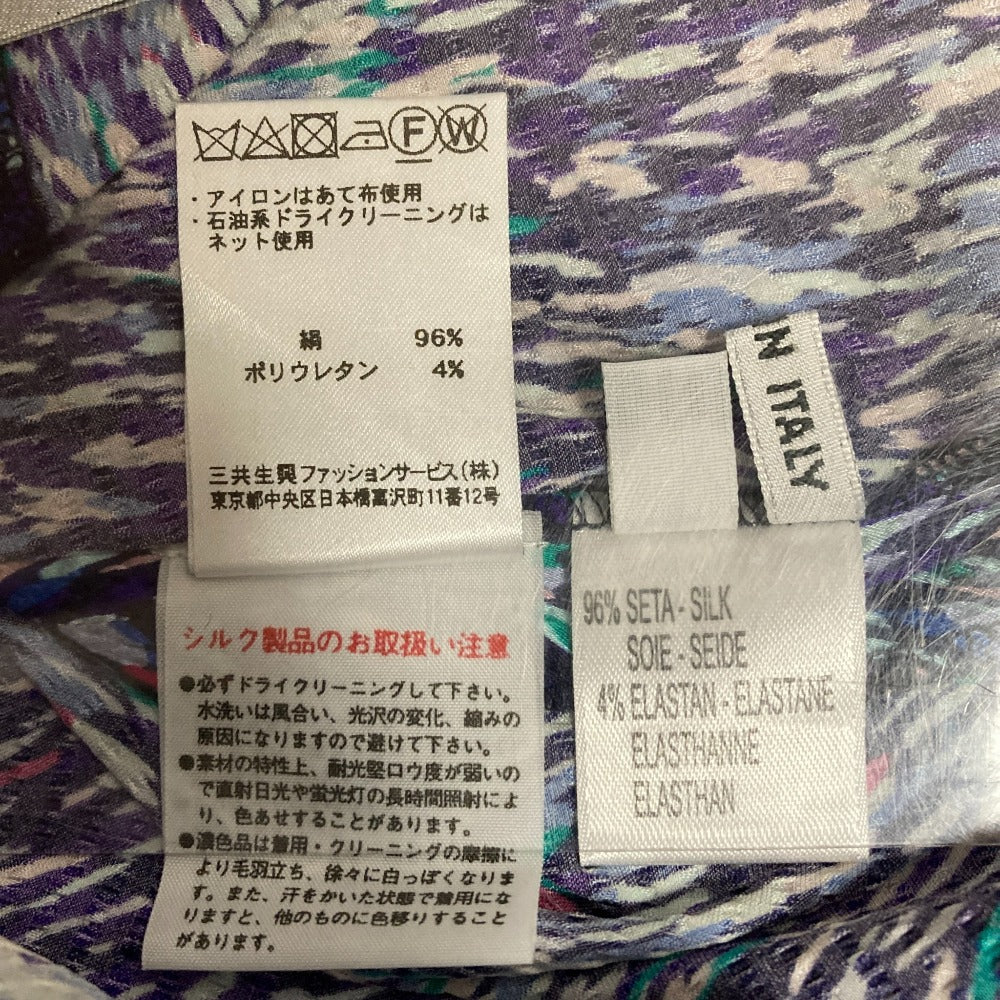 F W
・アイロンはあて布使用
・石油系ドライクリーニングは
ネット使用
絹 96%
ポリウレタン 4%
三共生興ファッションサービス(株)
東京都中央区日本橋富沢町11番12号
シルク製品のお取扱い注意
●必ずドライクリーニングして下さい。
水洗いは風合い、光沢の変化、縮みの
原因になりますので避けて下さい。
●素材の特性上、耐光堅ロウ度が弱いの
で直射日光や蛍光灯の長時間照射によ
り、色あせすることがあります。
●濃色品は着用・クリーニングの摩擦に
より毛羽立ち、徐々に白っぽくなりま
す。また、汗をかいた状態で着用にな
りますと、他のものに色移りすること
があります。
N ITALY
96% SETA - SILK
SOIE - SEIDE
4% ELASTAN - ELASTANE
ELASTHANNE
ELASTHAN